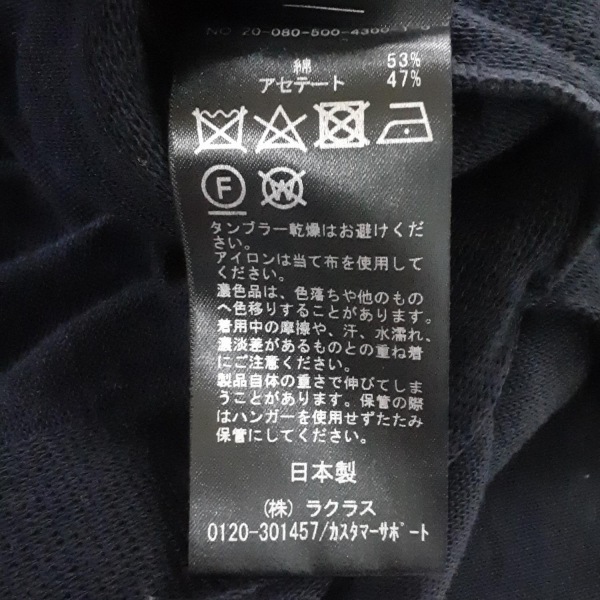 NO 20-080-500-4300
綿 53%
アセテート 47%
F W
タンブラー乾燥はお避けくだ
さい。
アイロンは当て布を使用して
ください。
濃色品は、色落ちや他のもの
へ色移りすることがあります。
着用中の摩擦や、汗、水濡れ、
濃淡差があるものとの重ね着
にご注意ください。
製品自体の重さで伸びてしま
うことがあります。保管の際
はハンガーを使用せずたたみ
保管にしてください。
日本製
(株) ラクラス
0120-301457/カスタマーサポート